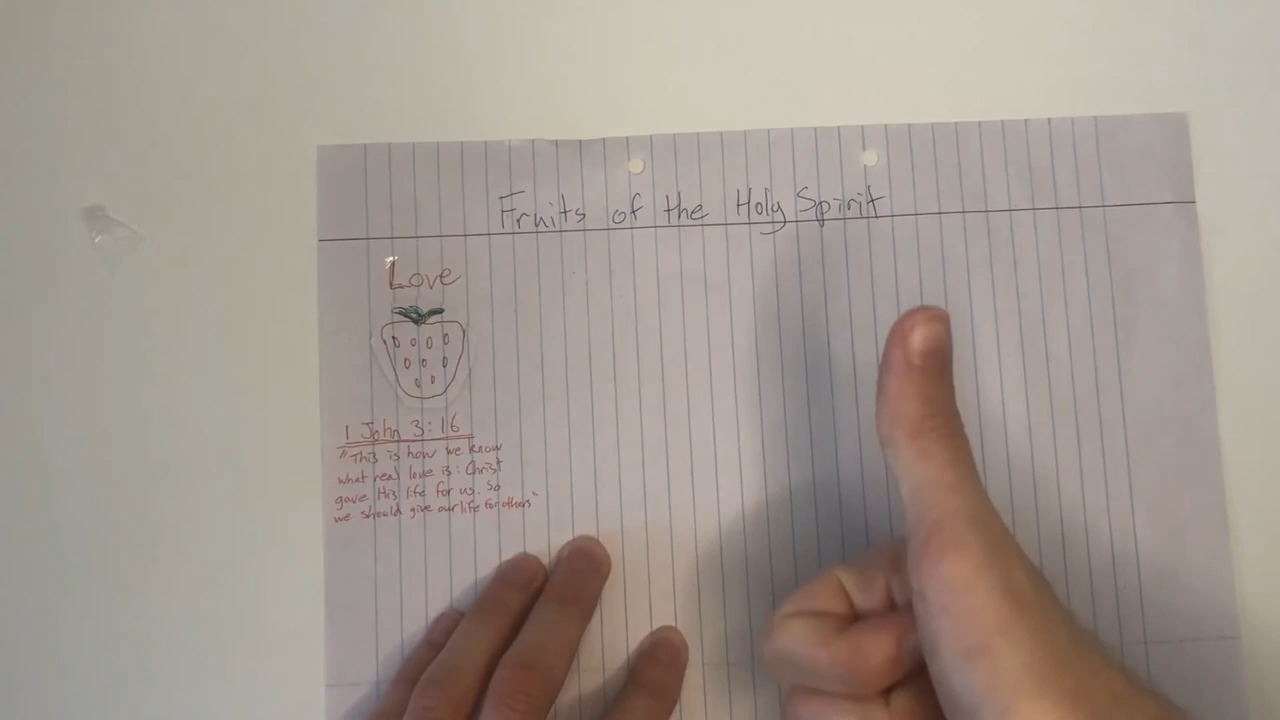 Fruits of the Holy Spirit
Love
1 John 3:16
"This is how we know
what real love is: Christ
gave His life for us. So
we should give our life for others"